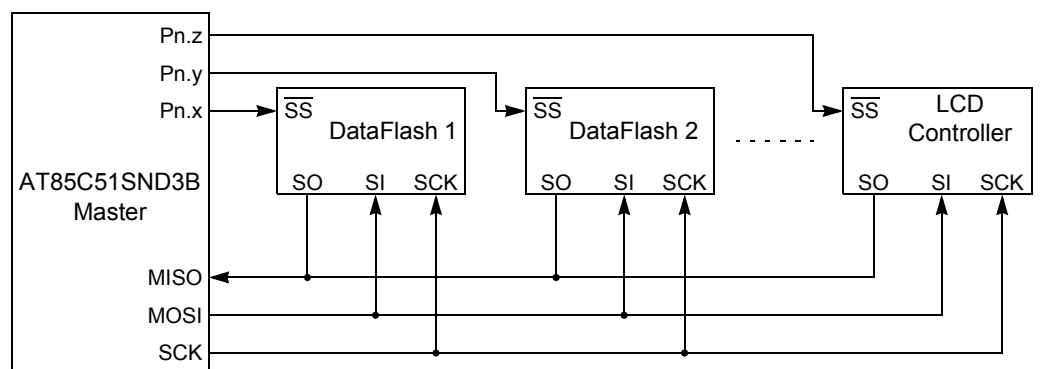 Pn.z
Pn.y
Pn.x
SS
DataFlash 1
SS
DataFlash 2
SS
LCD
Controller
AT85C51SND3B
Master
SO SI SCK
SO SI SCK
SO SI SCK
MISO
MOSI
SCK